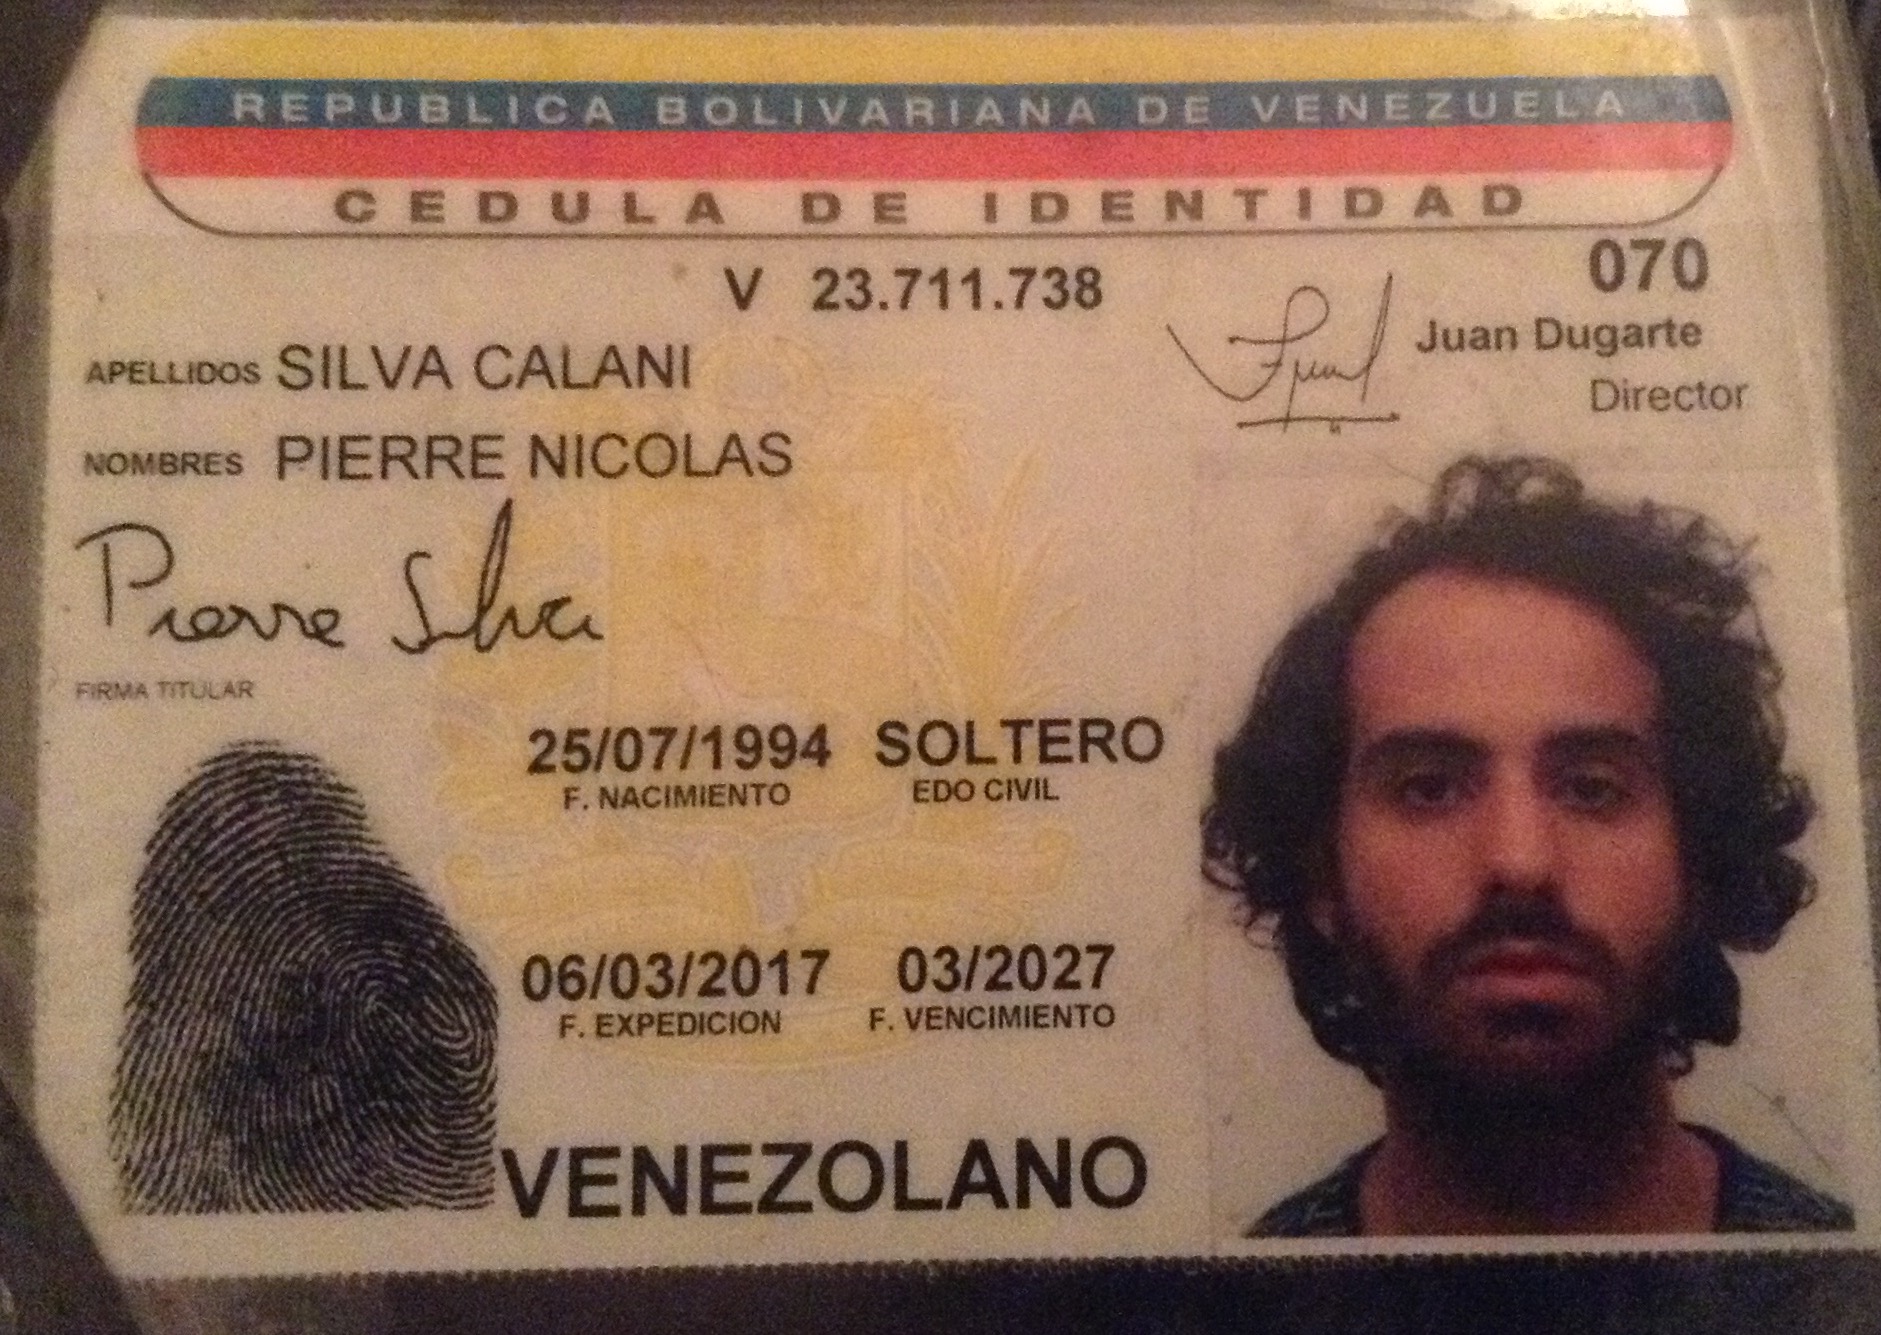 REPUBLICA BOLIVARIANA DE VENEZUELA
CEDULA DE IDENTIDAD
V 23.711.738
070
Juan Dugarte
Director
APELLIDOS SILVA CALANI
NOMBRES PIERRE NICOLAS
Pierre Silva
FIRMA TITULAR
25/07/1994 SOLTERO
F. NACIMIENTO EDO CIVIL
06/03/2017 03/2027
F. EXPEDICION F. VENCIMIENTO
VENEZOLANO